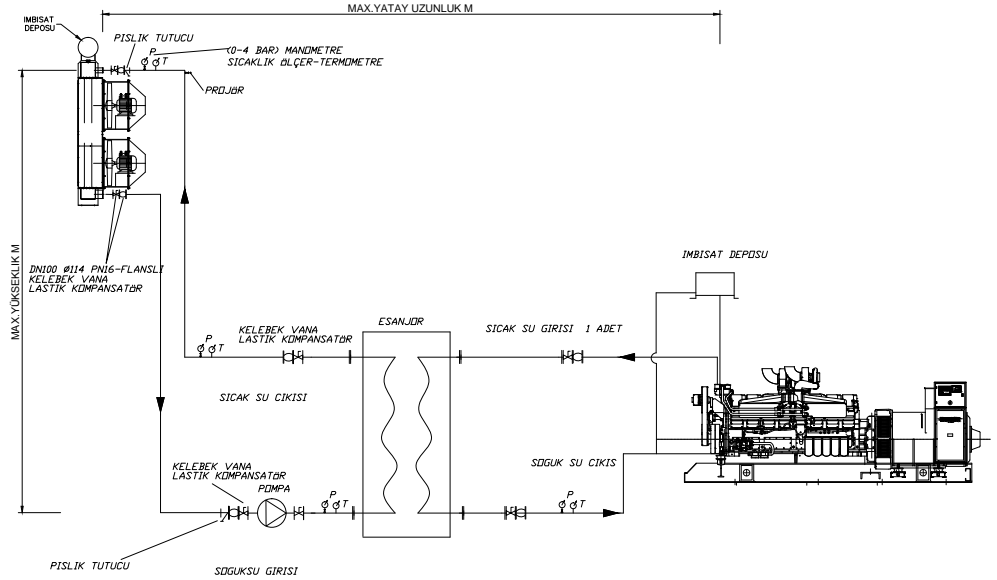 MAX.YATAY UZUNLUK M
IMBISAT
DEPOSU
PISLIK TUTUCU
P
T
(0-4 BAR) MANOMETRE
SICAKLIK ÖLÇER-TERMOMETRE
PROJÖR
MAX.YÜKSEKLIK M
DN100 Ø114 PN16-FLANSLI
KELEBEK VANA
LASTIK KOMPANSATÖR
IMBISAT DEPOSU
P
T
KELEBEK VANA
LASTIK KOMPANSATÖR
ESANJOR
SICAK SU GIRISI 1 ADET
SICAK SU CIKISI
SOGUK SU CIKIS
KELEBEK VANA
LASTIK KOMPANSATÖR
POMPA
P
T
P
T
PISLIK TUTUCU
SOGUKSU GIRISI